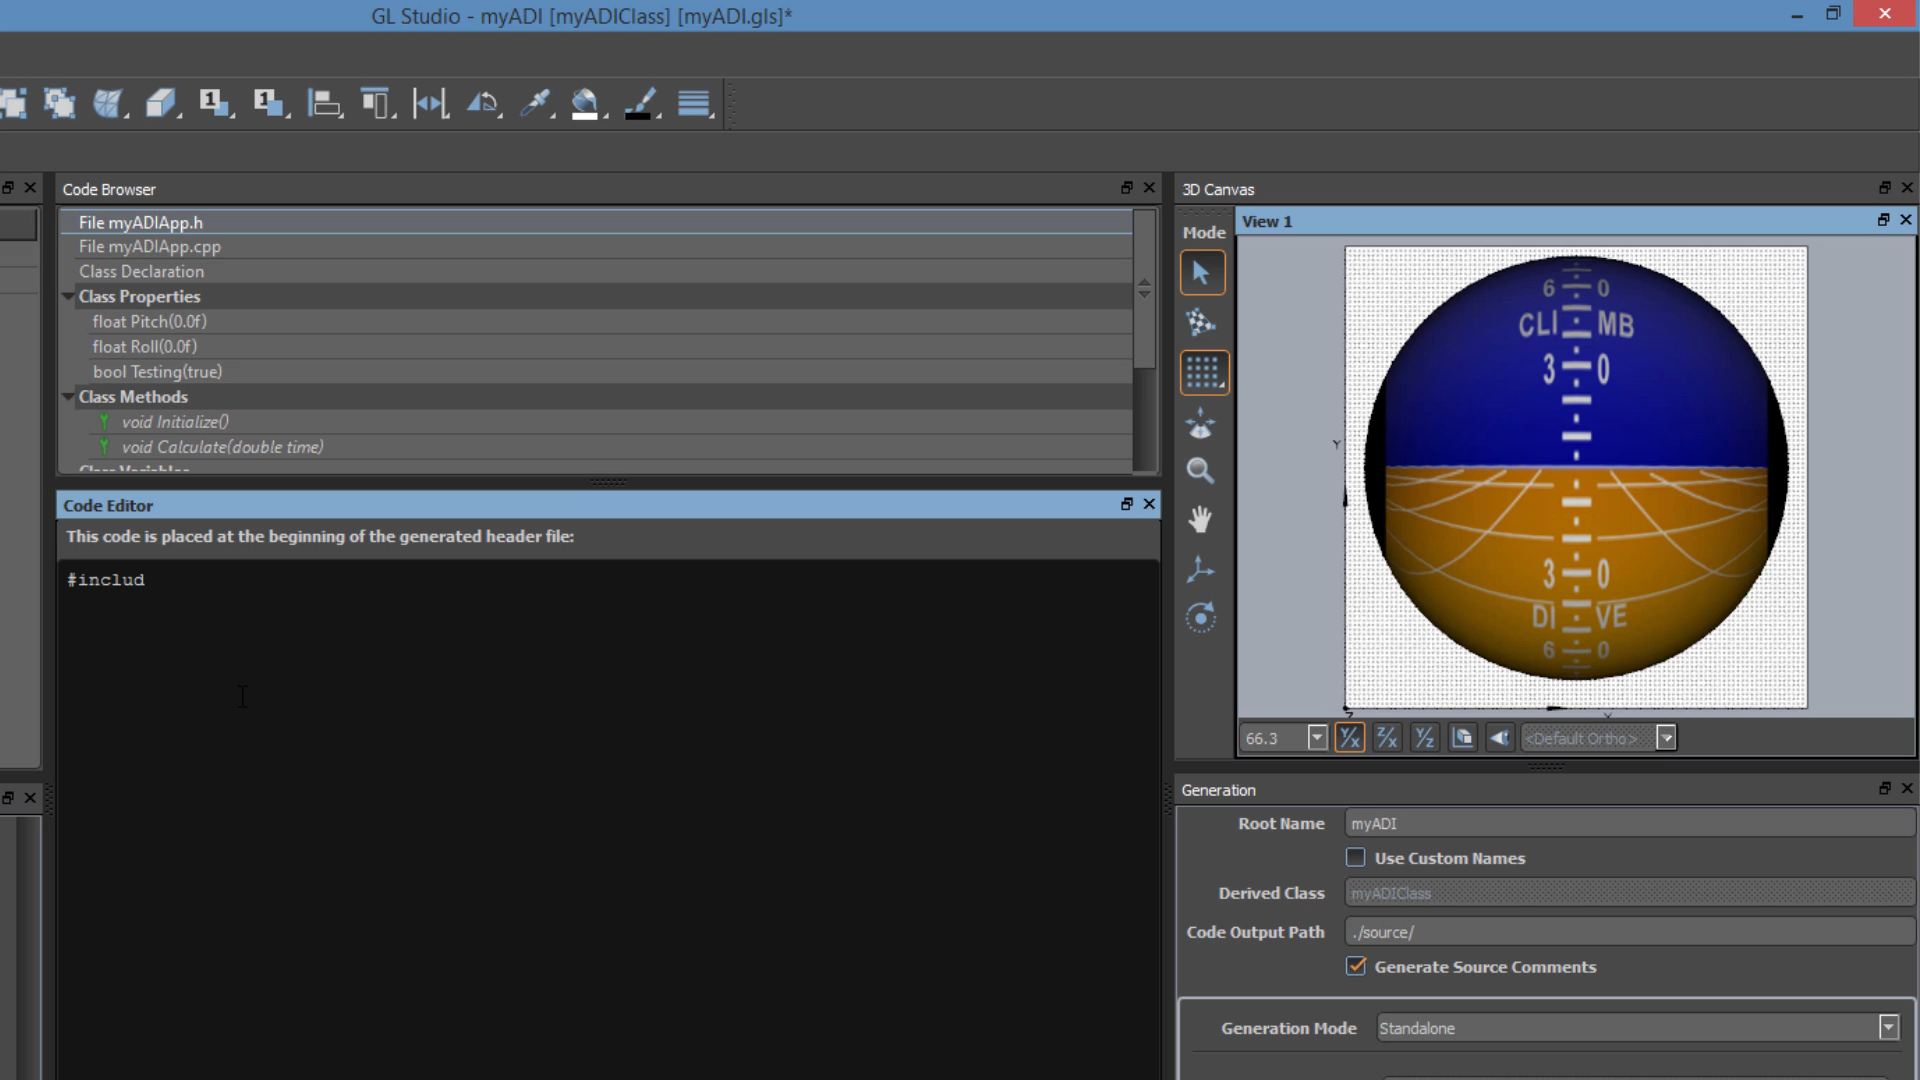 GL Studio - myADI [myADIClass] [myADI.gls]*
1
1
Code Browser
File myADIApp.h
File myADIApp.cpp
Class Declaration
Class Properties
float Pitch(0.0f)
float Roll(0.0f)
bool Testing(true)
Class Methods
void Initialize()
void Calculate(double time)
Class Variables
Code Editor
This code is placed at the beginning of the generated header file:
#includ
3D Canvas
Mode
View 1
6 0
CLI MB
3 0
3 0
DI VE
6 0
Y
Z
66.3
Y/X
Z/X
Y/Z
<Default Ortho>
Generation
Root Name
myADI
Use Custom Names
Derived Class
myADIClass
Code Output Path
./source/
Generate Source Comments
Generation Mode
Standalone